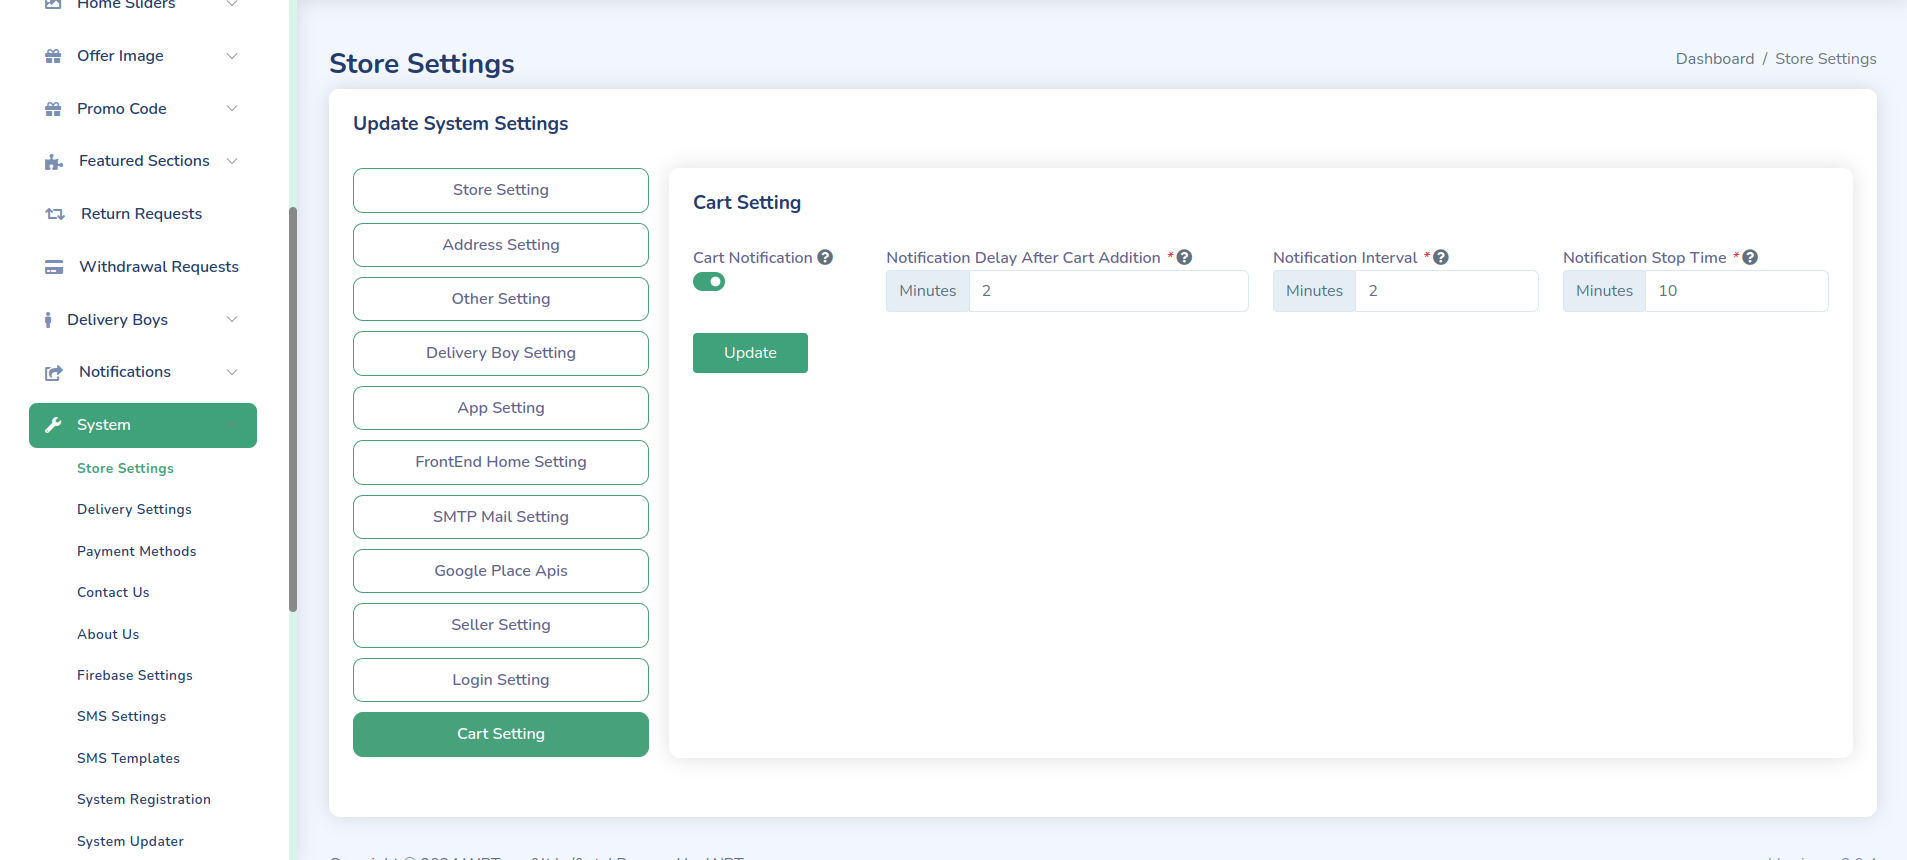 Home Sliders
Offer Image
Promo Code
Featured Sections
Return Requests
Withdrawal Requests
Delivery Boys
Notifications
System
Store Settings
Delivery Settings
Payment Methods
Contact Us
About Us
Firebase Settings
SMS Settings
SMS Templates
System Registration
System Updater
Store Settings
Dashboard / Store Settings
Update System Settings
Store Setting
Address Setting
Other Setting
Delivery Boy Setting
App Setting
FrontEnd Home Setting
SMTP Mail Setting
Google Place Apis
Seller Setting
Login Setting
Cart Setting
Cart Setting
Cart Notification ?
Notification Delay After Cart Addition * ?
Minutes 2
Notification Interval * ?
Minutes 2
Notification Stop Time * ?
Minutes 10
Update